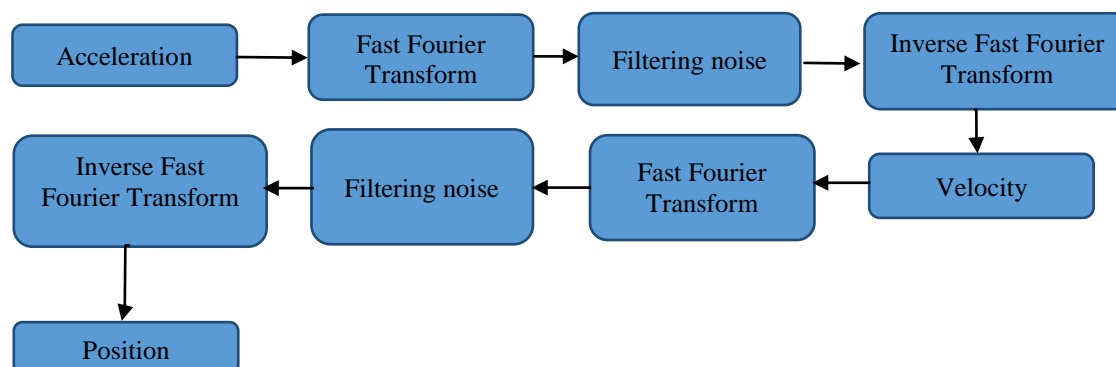 Acceleration
Fast Fourier
Transform
Filtering noise
Inverse Fast Fourier
Transform
Velocity
Fast Fourier
Transform
Filtering noise
Inverse Fast
Fourier Transform
Position